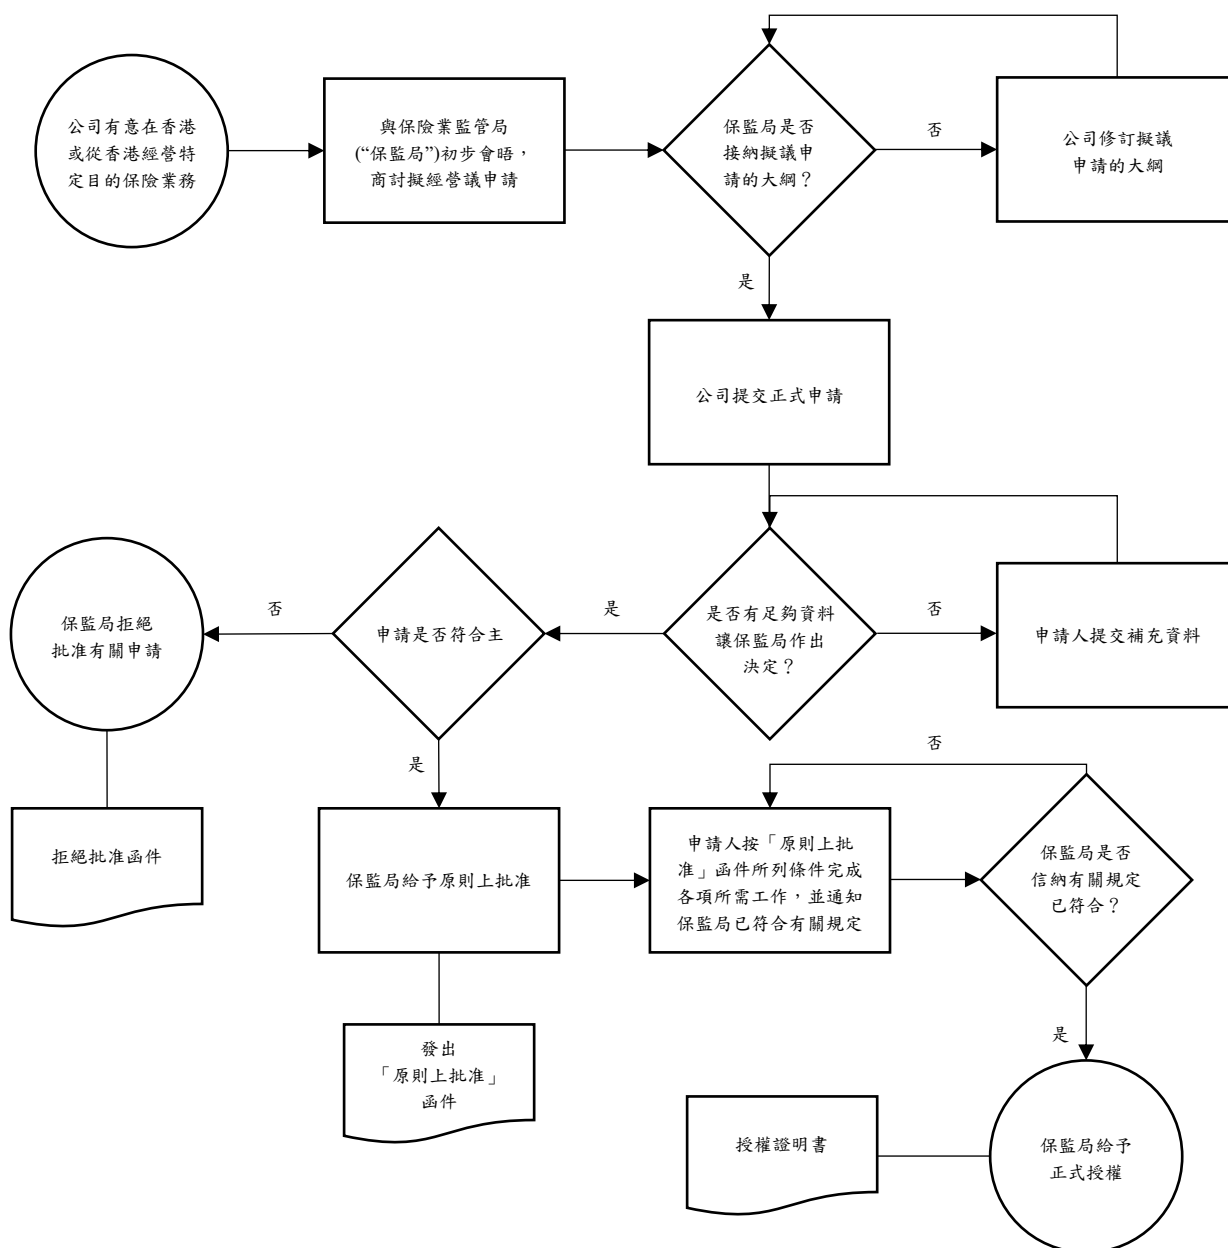 公司有意在香港
或從香港經營特
定目的保險業務
與保險業監管局
(“保監局”)初步會晤，
商討擬經營議申請
保監局是否
接納擬議申
請的大綱？
否
公司修訂擬議
申請的大綱
是
公司提交正式申請
是否有足夠資料
讓保監局作出
決定？
否
申請人提交補充資料
是
申請是否符合主
否
保監局拒絕
批准有關申請
拒絕批准函件
是
保監局給予原則上批准
發出
「原則上批准」
函件
申請人按「原則上批
准」函件所列條件完成
各項所需工作，並通知
保監局已符合有關規定
否
保監局是否
信納有關規定
已符合？
是
保監局給予
正式授權
授權證明書